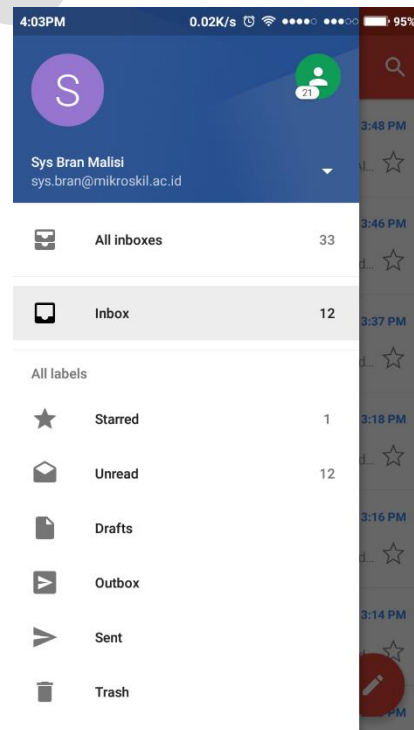 4:03PM 0.02K/s 95%
S
21
Sys Bran Malisi
sys.bran@mikroskil.ac.id
All inboxes 33
Inbox 12
All labels
Starred 1
Unread 12
Drafts
Outbox
Sent
Trash
3:48 PM
3:46 PM
d...
3:37 PM
d...
3:18 PM
d...
3:16 PM
d...
3:14 PM
PM